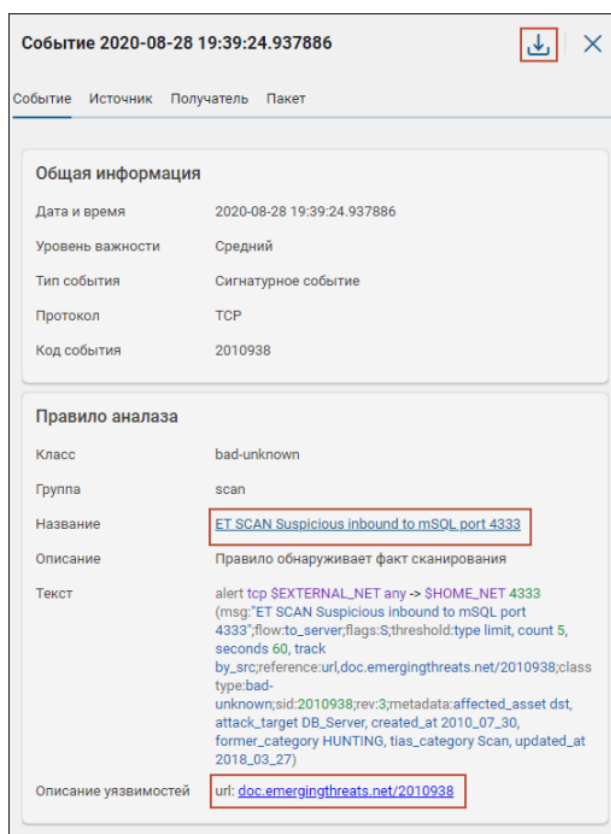 Событие 2020-08-28 19:39:24.937886
Событие Источник Получатель Пакет
Общая информация
Дата и время 2020-08-28 19:39:24.937886
Уровень важности Средний
Тип события Сигнатурное событие
Протокол TCP
Код события 2010938
Правило аналаза
Класс bad-unknown
Группа scan
Название ET SCAN Suspicious inbound to mSQL port 4333
Описание Правило обнаруживает факт сканирования
Текст alert tcp $EXTERNAL_NET any -> $HOME_NET 4333
(msg:"ET SCAN Suspicious inbound to mSQL port
4333";flow:to_server;flags:S;threshold:type limit, count 5,
seconds 60, track
by_src;reference:url,doc.emergingthreats.net/2010938;class
type:bad-
unknown;sid:2010938;rev:3;metadata:affected_asset dst,
attack_target DB_Server, created_at 2010_07_30,
former_category HUNTING, tias_category Scan, updated_at
2018_03_27)
Описание уязвимостей url: doc.emergingthreats.net/2010938